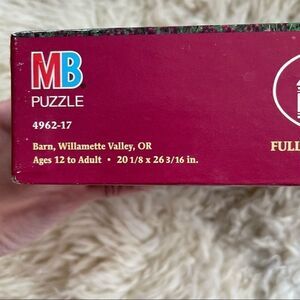 MB
PUZZLE
4962-17
Barn, Willamette Valley, OR
Ages 12 to Adult • 20 1/8 x 26 3/16 in.
FULL